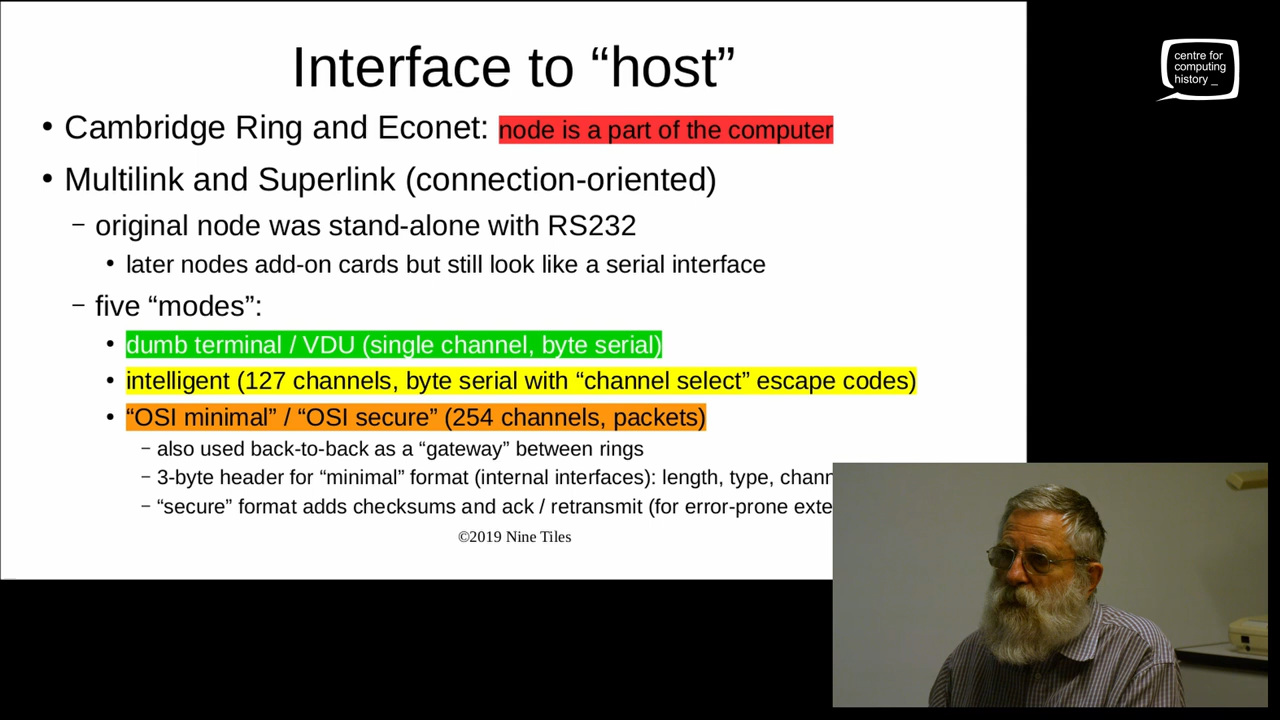 Interface to “host”
centre for
computing
history _
• Cambridge Ring and Econet: node is a part of the computer
• Multilink and Superlink (connection-oriented)
– original node was stand-alone with RS232
• later nodes add-on cards but still look like a serial interface
– five “modes”:
• dumb terminal / VDU (single channel, byte serial)
• intelligent (127 channels, byte serial with “channel select” escape codes)
• “OSI minimal” / “OSI secure” (254 channels, packets)
– also used back-to-back as a “gateway” between rings
– 3-byte header for “minimal” format (internal interfaces): length, type,
– “secure” format adds checksums and ack / retransmit (for error-prone
©2019 Nine Tiles